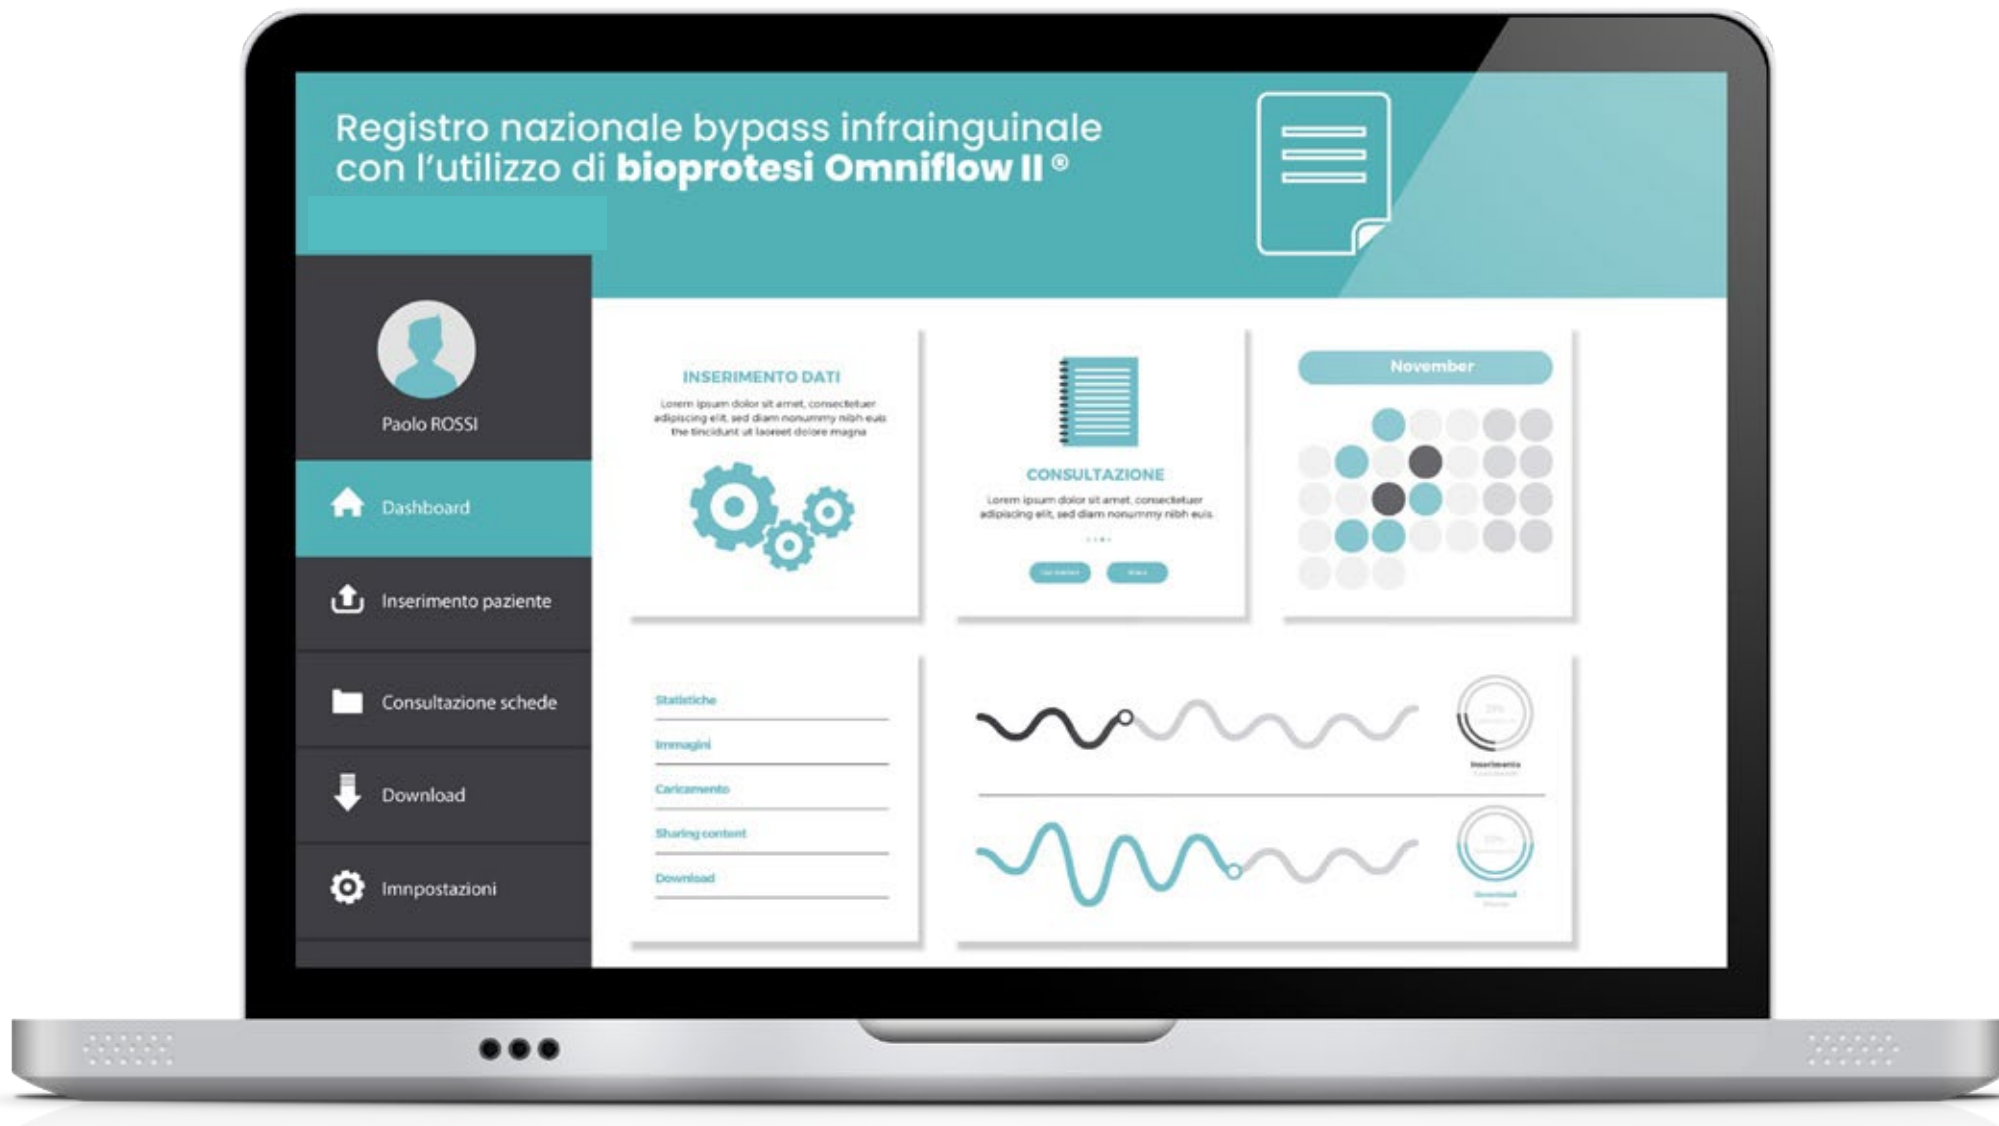 Registro nazionale bypass infrainguinale
con l'utilizzo di bioprotesi Omniflow II ®
Paolo ROSSI
Dashboard
Inserimento paziente
Consultazione schede
Download
Imnpostazioni
INSERIMENTO DATI
Lorem ipsum dolor sit amet, consectetuer
adipiscing elit, sed diam nonummy nibh euis
the tincidunt ut laoreet dolore magna
CONSULTAZIONE
Lorem ipsum dolor sit amet, consectetuer
adipiscing elit, sed diam nonummy nibh euis
November
Statistiche
Immagini
Caricamento
Sharing content
Download
Inserimento
Download